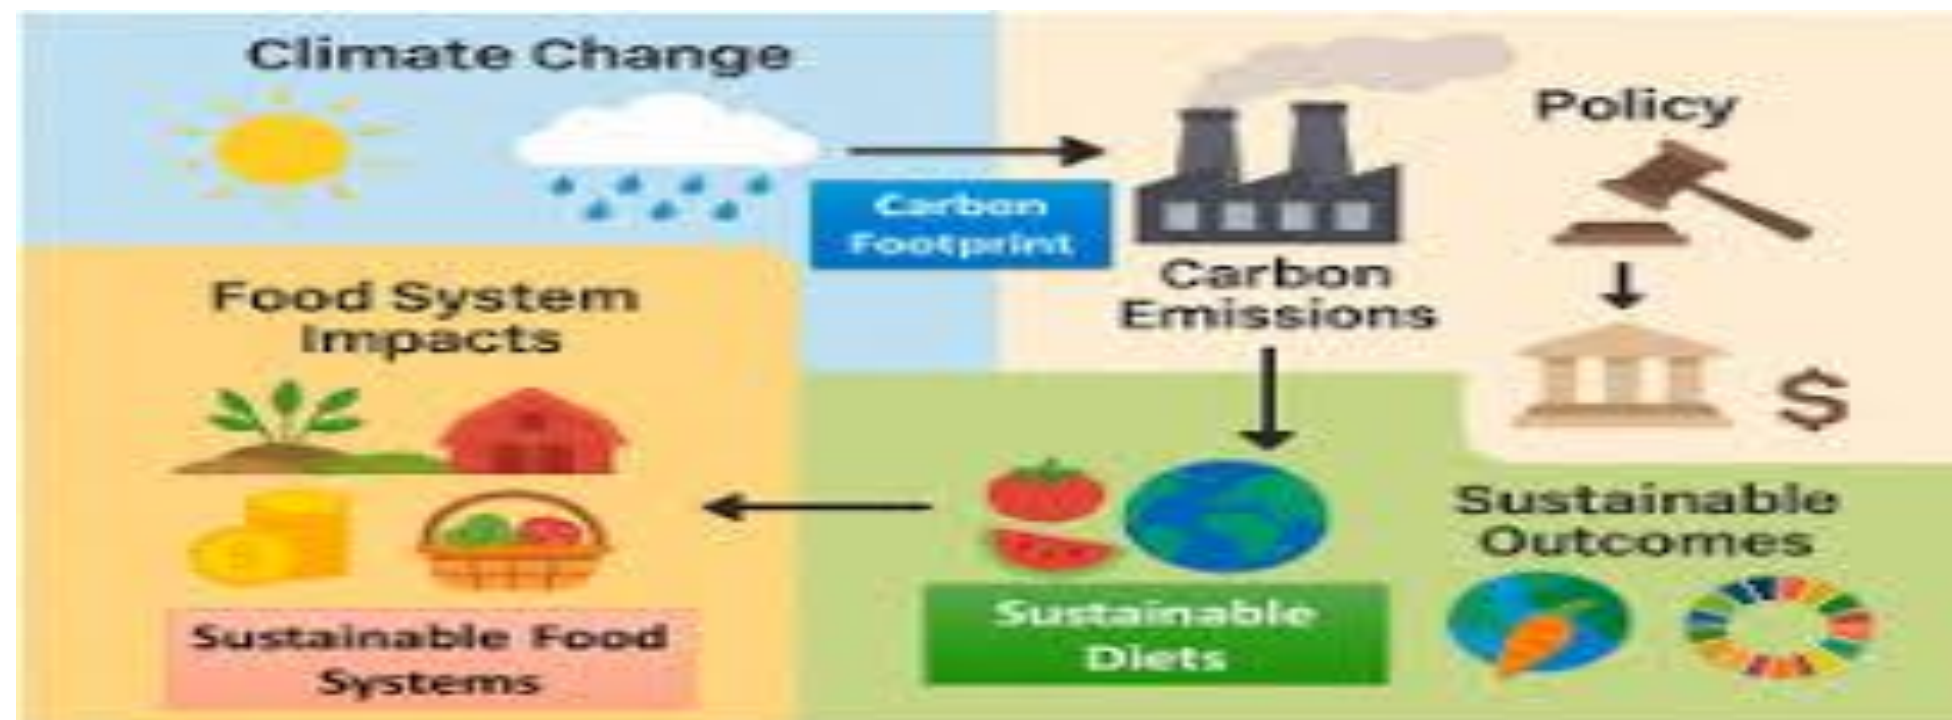 Climate Change
Policy
Carbon
Footprint
Carbon
Emissions
Food System
Impacts
$
Sustainable
Outcomes
Sustainable
Diets
Sustainable Food
Systems